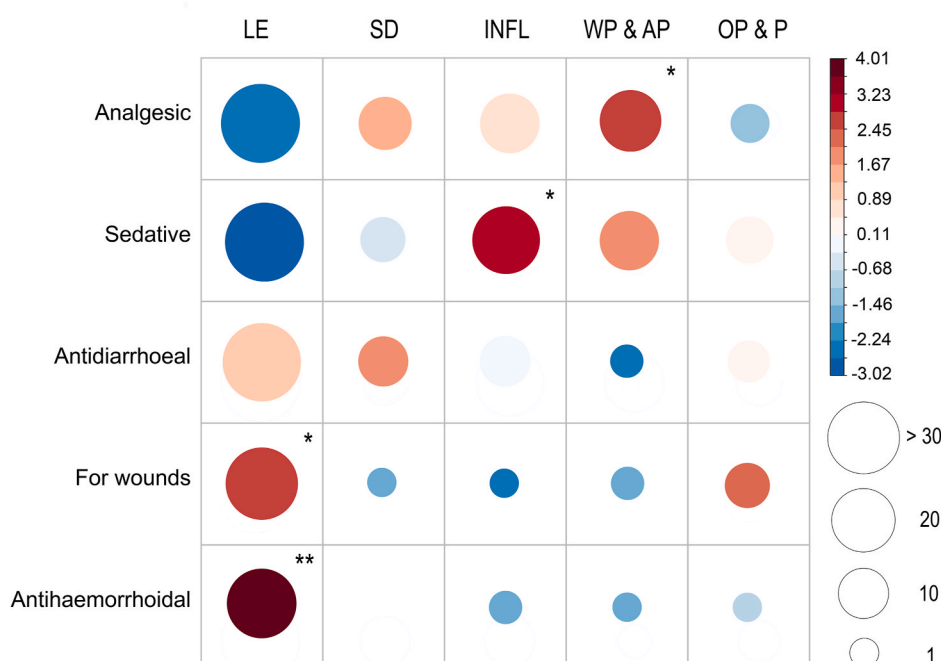 LE SD INFL WP & AP OP & P
Analgesic *
Sedative *
Antidiarrhoeal
For wounds *
Antihaemorrhoidal **
4.01
3.23
2.45
1.67
0.89
0.11
-0.68
-1.46
-2.24
-3.02
> 30
20
10
1